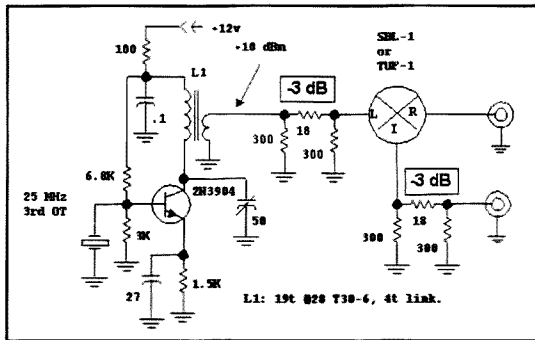 +12v
100
L1
+10 dBm
SBL-1
or
TUF-1
-3 dB
.1
L
R
I
18
300
300
6.8K
2N3904
25 MHz
3rd OT
50
-3 dB
3K
18
300
300
27
1.5K
L1: 19t @28 T30-6, 4t link.